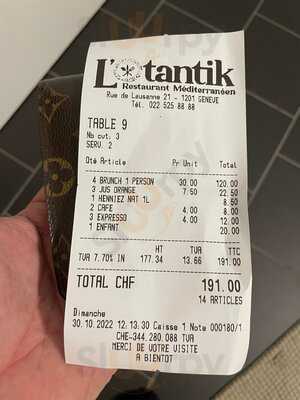 L'Otantik
Restaurant Méditerranéen
Rue de Lausanne 21 - 1201 GENEVE
Tél. 022 525 88 88
TABLE 9
Nb cut. 3
SERV. 2
Qté Article Pr Unit Total
4 BRUNCH 1 PERSON 30.00 120.00
3 JUS ORANGE 7.50 22.50
1 HENNIEZ NAT 1L 8.50
2 CAFE 4.00 8.00
3 EXPRESSO 4.00 12.00
1 ENFANT 20.00
HT TVA TTC
TVA 7.70% IN 177.34 13.66 191.00
TOTAL CHF 191.00
14 ARTICLES
Dimanche
30.10.2022 12.13.30 Caisse 1 Note 000180/1
CHE-344.280.088 TVA
MERCI DE VOTRE VISITE
A BIENTOT